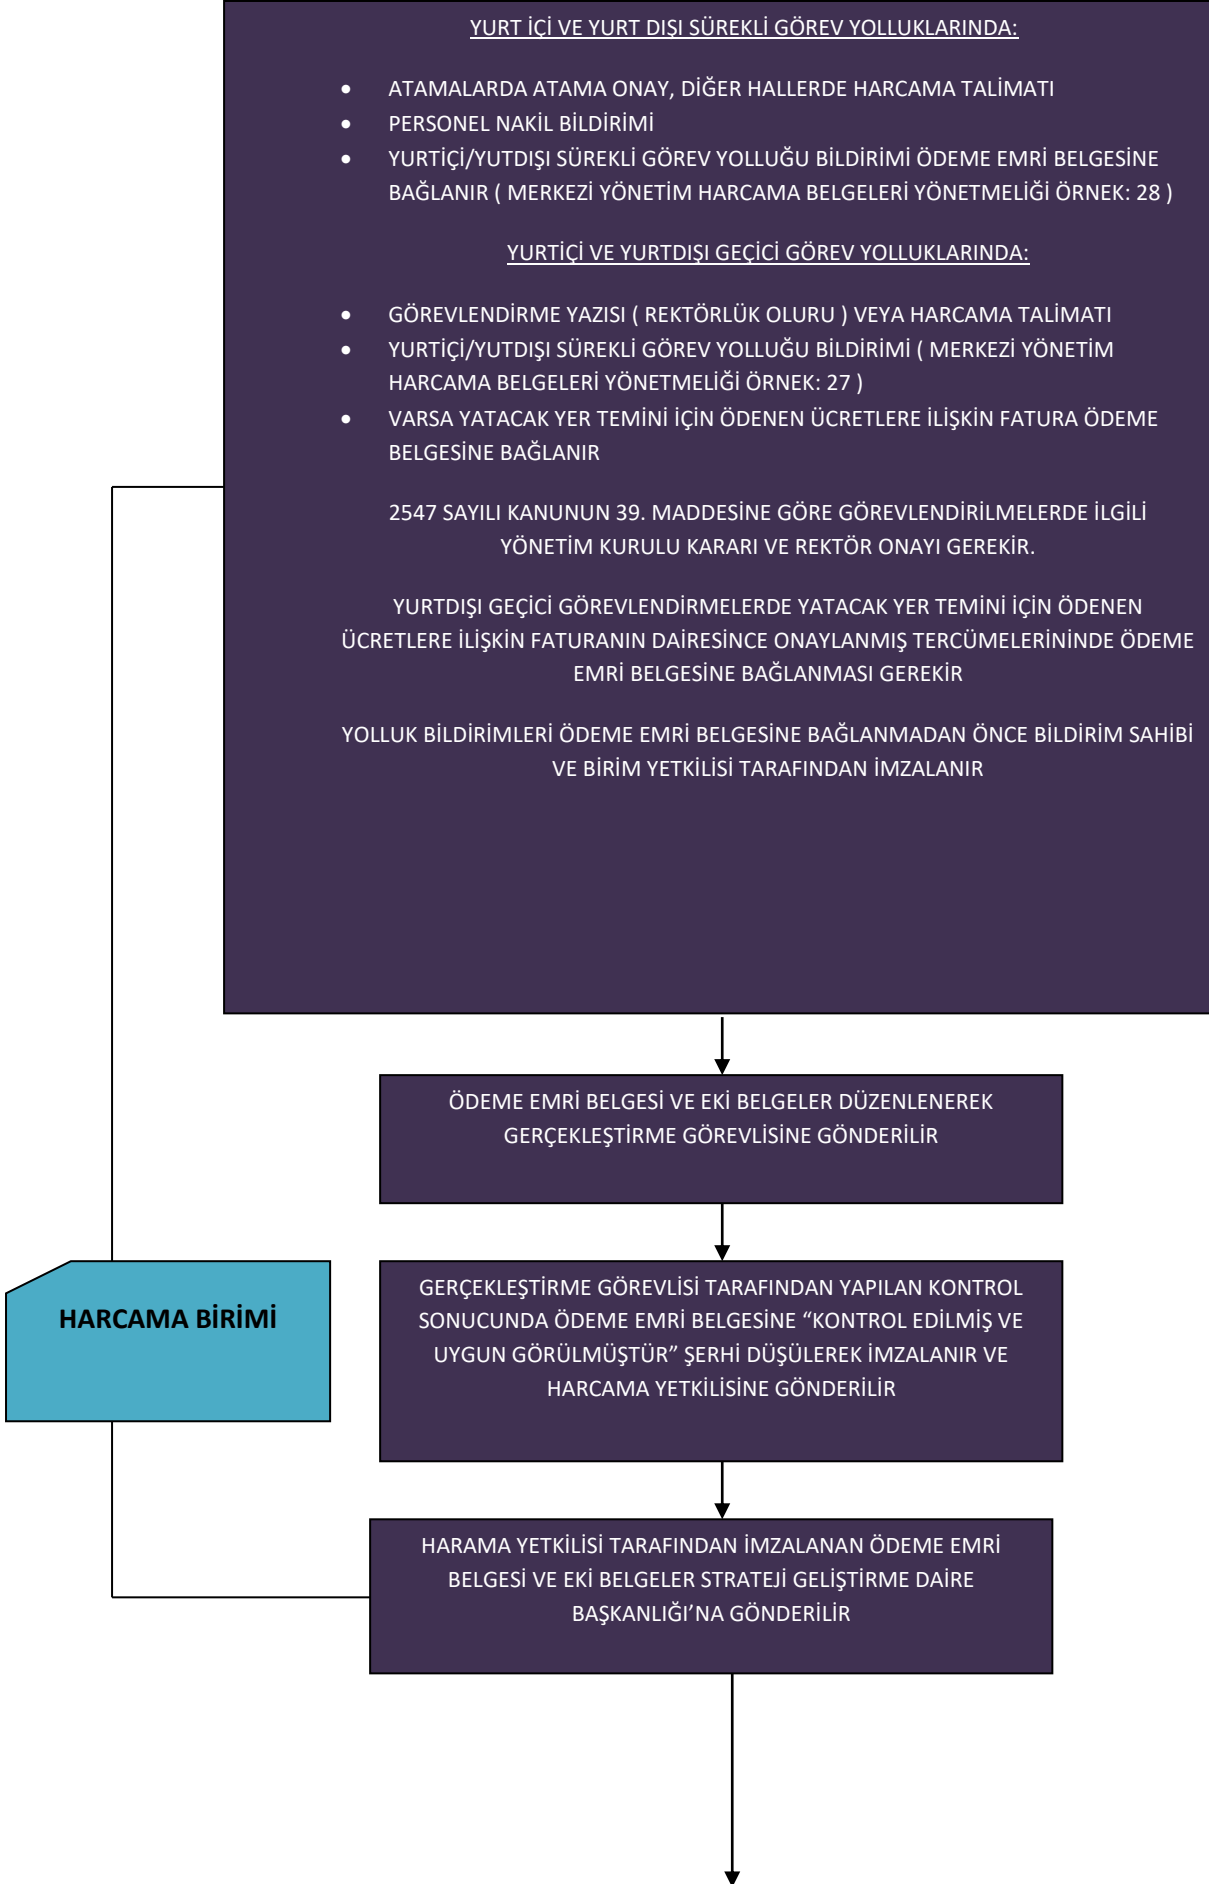 YURT İÇİ VE YURT DIŞI SÜREKLİ GÖREV YOLLUKLARINDA:
• ATAMALARDA ATAMA ONAY, DİĞER HALLERDE HARCAMA TALİMATI
• PERSONEL NAKİL BİLDİRİMİ
• YURTİÇİ/YUTDIŞI SÜREKLİ GÖREV YOLLUĞU BİLDİRİMİ ÖDEME EMRİ BELGESİNE
BAĞLANIR ( MERKEZİ YÖNETİM HARCAMA BELGELERİ YÖNETMELİĞİ ÖRNEK: 28 )
YURTİÇİ VE YURTDIŞI GEÇİCİ GÖREV YOLLUKLARINDA:
• GÖREVLENDİRME YAZISI ( REKTÖRLÜK OLURU ) VEYA HARCAMA TALİMATI
• YURTİÇİ/YUTDIŞI SÜREKLİ GÖREV YOLLUĞU BİLDİRİMİ ( MERKEZİ YÖNETİM
HARCAMA BELGELERİ YÖNETMELİĞİ ÖRNEK: 27 )
• VARSA YATACAK YER TEMİNİ İÇİN ÖDENEN ÜCRETLERE İLİŞKİN FATURA ÖDEME
BELGESİNE BAĞLANIR
2547 SAYILI KANUNUN 39. MADDESİNE GÖRE GÖREVLENDİRİLMELERDE İLGİLİ
YÖNETİM KURULU KARARI VE REKTÖR ONAYI GEREKİR.
YURTDIŞI GEÇİCİ GÖREVLENDİRMELERDE YATACAK YER TEMİNİ İÇİN ÖDENEN
ÜCRETLERE İLİŞKİN FATURANIN DAİRESİNCE ONAYLANMIŞ TERCÜMELERİNİNDE ÖDEME
EMRİ BELGESİNE BAĞLANMASI GEREKİR
YOLLUK BİLDİRİMLERİ ÖDEME EMRİ BELGESİNE BAĞLANMADAN ÖNCE BİLDİRİM SAHİBİ
VE BİRİM YETKİLİSİ TARAFINDAN İMZALANIR
ÖDEME EMRİ BELGESİ VE EKİ BELGELER DÜZENLENEREK
GERÇEKLEŞTİRME GÖREVLİSİNE GÖNDERİLİR
HARCAMA BİRİMİ
GERÇEKLEŞTİRME GÖREVLİSİ TARAFINDAN YAPILAN KONTROL
SONUCUNDA ÖDEME EMRİ BELGESİNE “KONTROL EDİLMİŞ VE
UYGUN GÖRÜLMÜŞTÜR” ŞERHİ DÜŞÜLEREK İMZALANIR VE
HARCAMA YETKİLİSİNE GÖNDERİLİR
HARAMA YETKİLİSİ TARAFINDAN İMZALANAN ÖDEME EMRİ
BELGESİ VE EKİ BELGELER STRATEJİ GELİŞTİRME DAİRE
BAŞKANLIĞI’NA GÖNDERİLİR